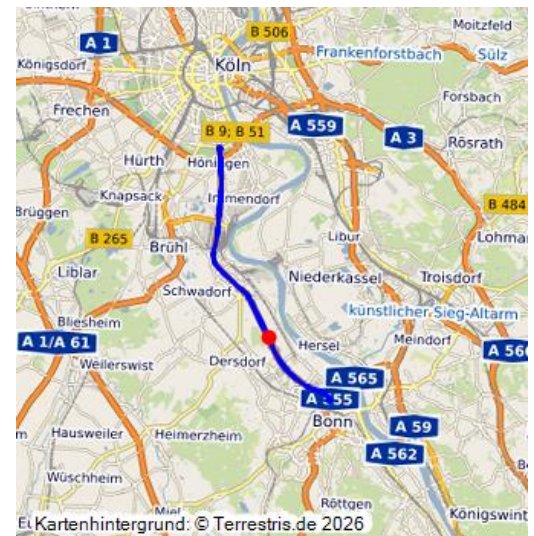 Moitzfeld
B 506
A 1
Köln
Frankenforstbach
Sülz
Königsdorf
Forsbach
Frechen
B 9; B 51
A 559
A 3
Rösrath
Hürth
Knapsack
Immendorf
B 484
Brüggen
B 265
Brühl
Libur
Lohmar
Liblar
Niederkassel
Troisdorf
Schwadorf
künstlicher Sieg-Altarm
Bliesheim
A 1/A 61
Hersel
Meindorf
A 560
Weilerswist
Dersdorf
A 565
A 555
Bonn
A 59
m
Hausweiler
Heimerzheim
A 562
Wüschheim
Röttgen
Königswint
Miel
Kartenhintergrund: © Terrestris.de 2026